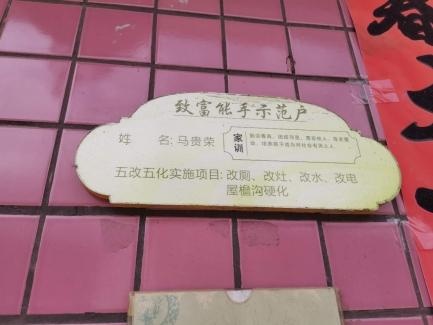 致富能手示范户
姓 名: 马贵荣
家训
五改五化实施项目: 改厕、改灶、改水、改电
屋檐沟硬化
春